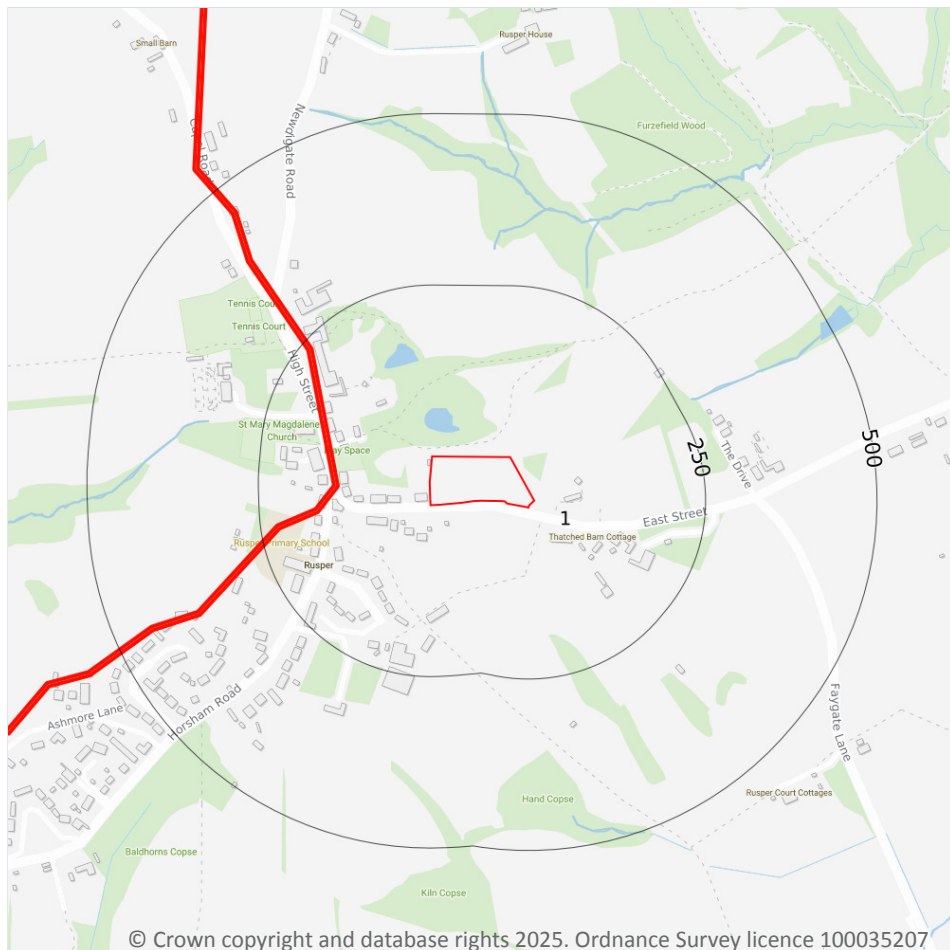 Small Barn
Rusper House
Newdigate Road
Furzefield Wood
Tennis Court
Tennis Court
High Street
St Mary Magdalene
Church
Play Space
The Drive
250
500
1
East Street
Thatched Barn Cottage
Rusper Primary School
Rusper
Ashmore Lane
Horsham Road
Faygate Lane
Rusper Court Cottages
Hand Copse
Baldhorns Copse
Kiln Copse
© Crown copyright and database rights 2025. Ordnance Survey licence 100035207